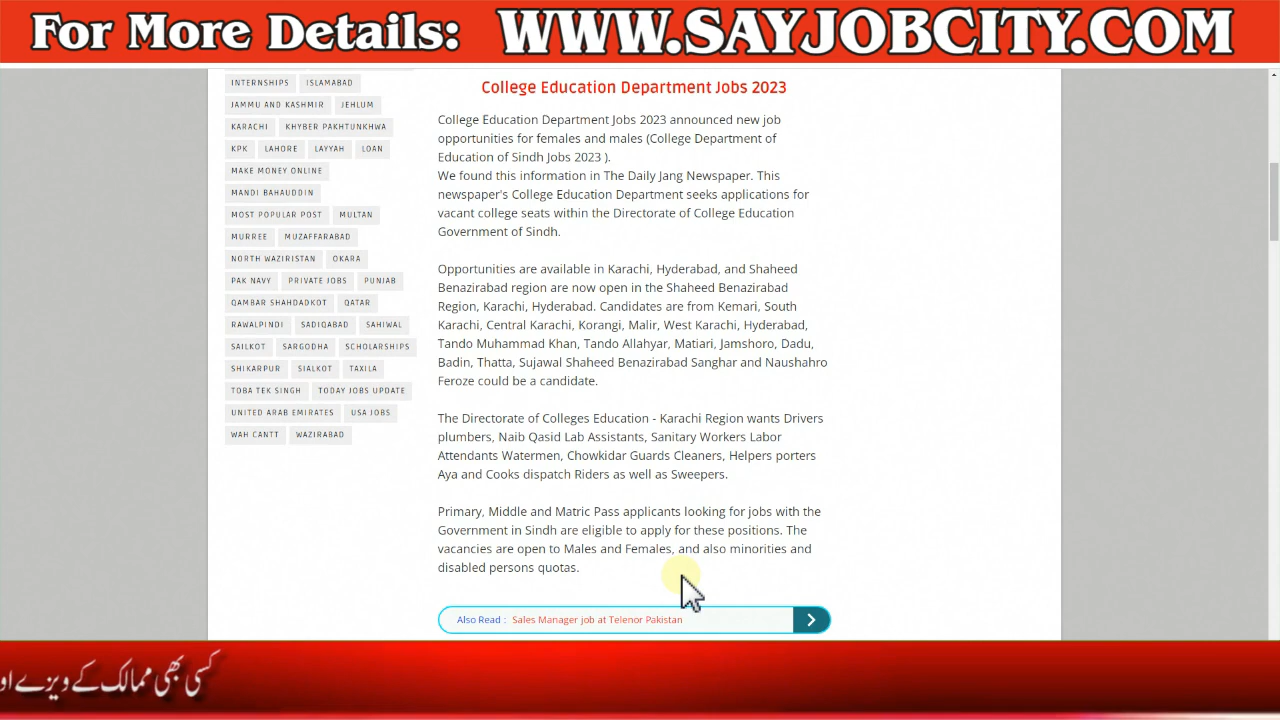 For More Details: WWW.SAYJOBCITY.COM
INTERNSHIPS ISLAMABAD
JAMMU AND KASHMIR JEHLUM
KARACHI KHYBER PAKHTUNKHWA
KPK LAHORE LAYYAH LOAN
MAKE MONEY ONLINE
MANDI BAHAUDDIN
MOST POPULAR POST MULTAN
MURREE MUZAFFARABAD
NORTH WAZIRISTAN OKARA
PAK NAVY PRIVATE JOBS PUNJAB
QAMBAR SHAHDADKOT QATAR
RAWALPINDI SADIQABAD SAHIWAL
SAILKOT SARGODHA SCHOLARSHIPS
SHIKARPUR SIALKOT TAXILA
TOBA TEK SINGH TODAY JOBS UPDATE
UNITED ARAB EMIRATES USA JOBS
WAH CANTT WAZIRABAD
College Education Department Jobs 2023
College Education Department Jobs 2023 announced new job
opportunities for females and males (College Department of
Education of Sindh Jobs 2023 ).
We found this information in The Daily Jang Newspaper. This
newspaper's College Education Department seeks applications for
vacant college seats within the Directorate of College Education
Government of Sindh.
Opportunities are available in Karachi, Hyderabad, and Shaheed
Benazirabad region are now open in the Shaheed Benazirabad
Region, Karachi, Hyderabad. Candidates are from Kemari, South
Karachi, Central Karachi, Korangi, Malir, West Karachi, Hyderabad,
Tando Muhammad Khan, Tando Allahyar, Matiari, Jamshoro, Dadu,
Badin, Thatta, Sujawal Shaheed Benazirabad Sanghar and Naushahro
Feroze could be a candidate.
The Directorate of Colleges Education - Karachi Region wants Drivers
plumbers, Naib Qasid Lab Assistants, Sanitary Workers Labor
Attendants Watermen, Chowkidar Guards Cleaners, Helpers porters
Aya and Cooks dispatch Riders as well as Sweepers.
Primary, Middle and Matric Pass applicants looking for jobs with the
Government in Sindh are eligible to apply for these positions. The
vacancies are open to Males and Females, and also minorities and
disabled persons quotas.
Also Read : Sales Manager job at Telenor Pakistan
کسی بھی ممالک کے ویزے او